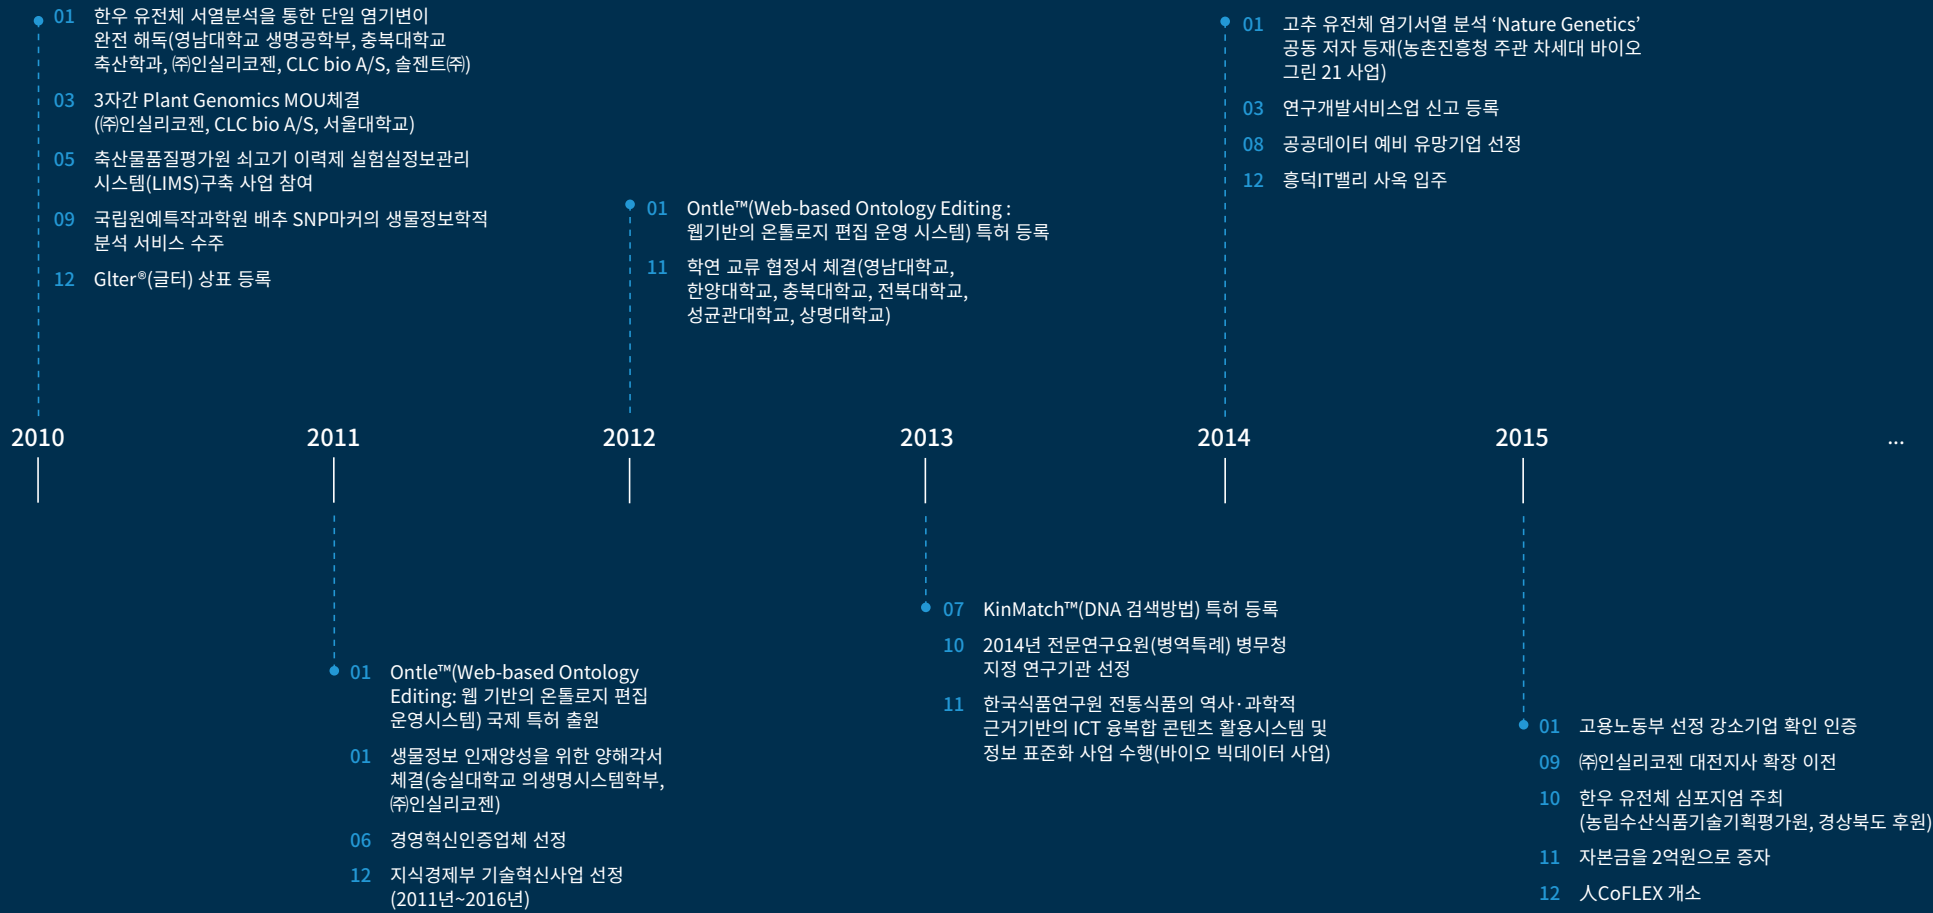 01 한우 유전체 서열분석을 통한 단일 염기변이
완전 해독(영남대학교 생명공학부, 충북대학교
축산학과, ㈜인실리코젠, CLC bio A/S, 솔젠트㈜)
03 3자간 Plant Genomics MOU체결
(㈜인실리코젠, CLC bio A/S, 서울대학교)
05 축산물품질평가원 쇠고기 이력제 실험실정보관리
시스템(LIMS)구축 사업 참여
09 국립원예특작과학원 배추 SNP마커의 생물정보학적
분석 서비스 수주
12 Glter®(글터) 상표 등록
01 Ontle™(Web-based Ontology Editing :
웹기반의 온톨로지 편집 운영 시스템) 특허 등록
11 학연 교류 협정서 체결(영남대학교,
한양대학교, 충북대학교, 전북대학교,
성균관대학교, 상명대학교)
01 고추 유전체 염기서열 분석 ‘Nature Genetics’
공동 저자 등재(농촌진흥청 주관 차세대 바이오
그린 21 사업)
03 연구개발서비스업 신고 등록
08 공공데이터 예비 유망기업 선정
12 흥덕IT밸리 사옥 입주
2010 2011 2012 2013 2014 2015 ...
01 Ontle™(Web-based Ontology
Editing: 웹 기반의 온톨로지 편집
운영시스템) 국제 특허 출원
01 생물정보 인재양성을 위한 양해각서
체결(숭실대학교 의생명시스템학부,
㈜인실리코젠)
06 경영혁신인증업체 선정
12 지식경제부 기술혁신사업 선정
(2011년~2016년)
07 KinMatch™(DNA 검색방법) 특허 등록
10 2014년 전문연구요원(병역특례) 병무청
지정 연구기관 선정
11 한국식품연구원 전통식품의 역사·과학적
근거기반의 ICT 융복합 콘텐츠 활용시스템 및
정보 표준화 사업 수행(바이오 빅데이터 사업)
01 고용노동부 선정 강소기업 확인 인증
09 ㈜인실리코젠 대전지사 확장 이전
10 한우 유전체 심포지엄 주최
(농림수산식품기술기획평가원, 경상북도 후원)
11 자본금을 2억원으로 증자
12 人CoFLEX 개소